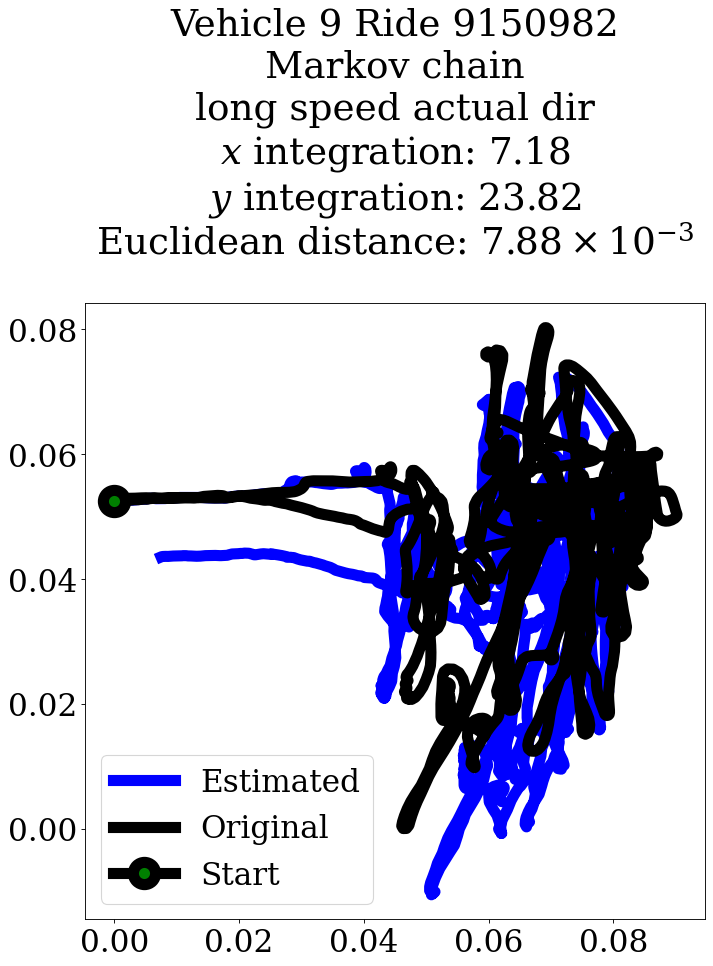 Vehicle 9 Ride 9150982
Markov chain
long speed actual dir
x integration: 7.18
y integration: 23.82
Euclidean distance: 7.88 × 10⁻³
0.08
0.06
0.04
0.02
0.00
Estimated
Original
Start
0.00 0.02 0.04 0.06 0.08